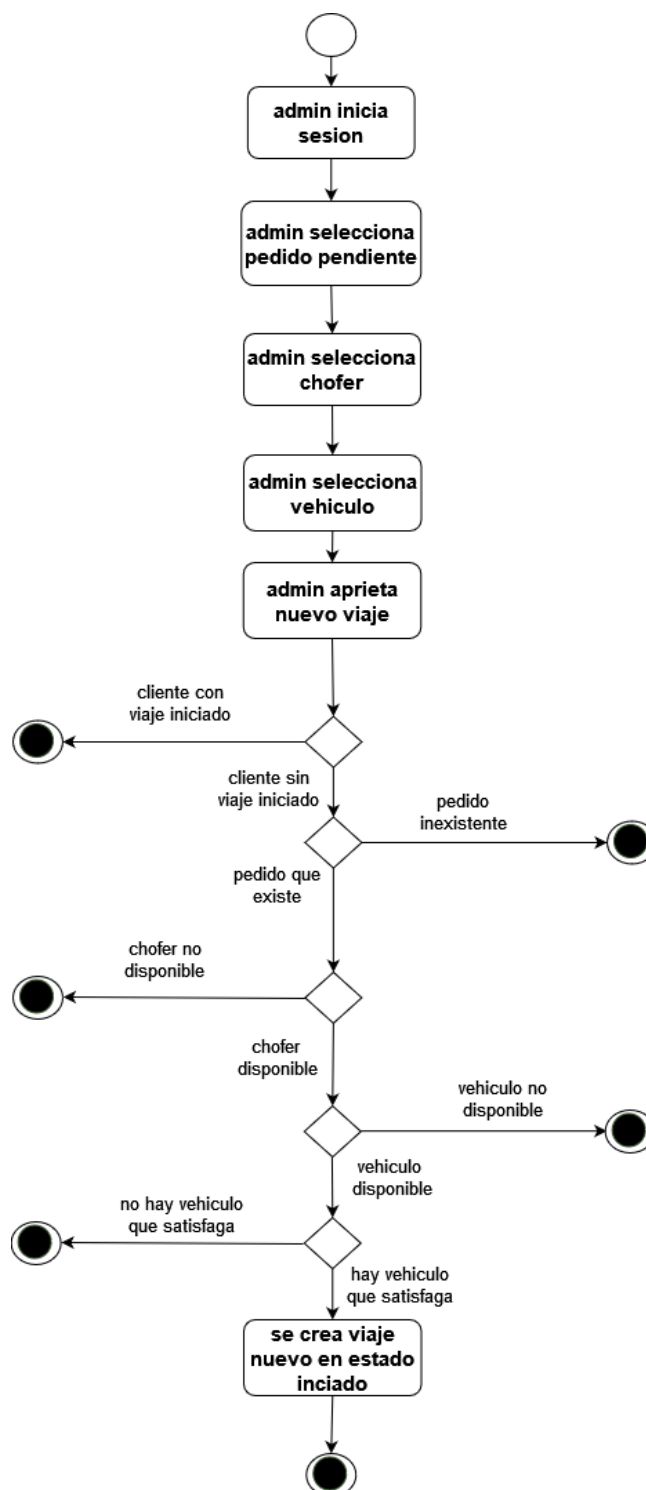 admin inicia
sesion
admin selecciona
pedido pendiente
admin selecciona
chofer
admin selecciona
vehiculo
admin aprieta
nuevo viaje
cliente con
viaje iniciado
cliente sin
viaje iniciado
pedido
inexistente
pedido que
existe
chofer no
disponible
chofer
disponible
vehiculo no
disponible
vehiculo
disponible
no hay vehiculo
que satisfaga
hay vehiculo
que satisfaga
se crea viaje
nuevo en estado
inciado